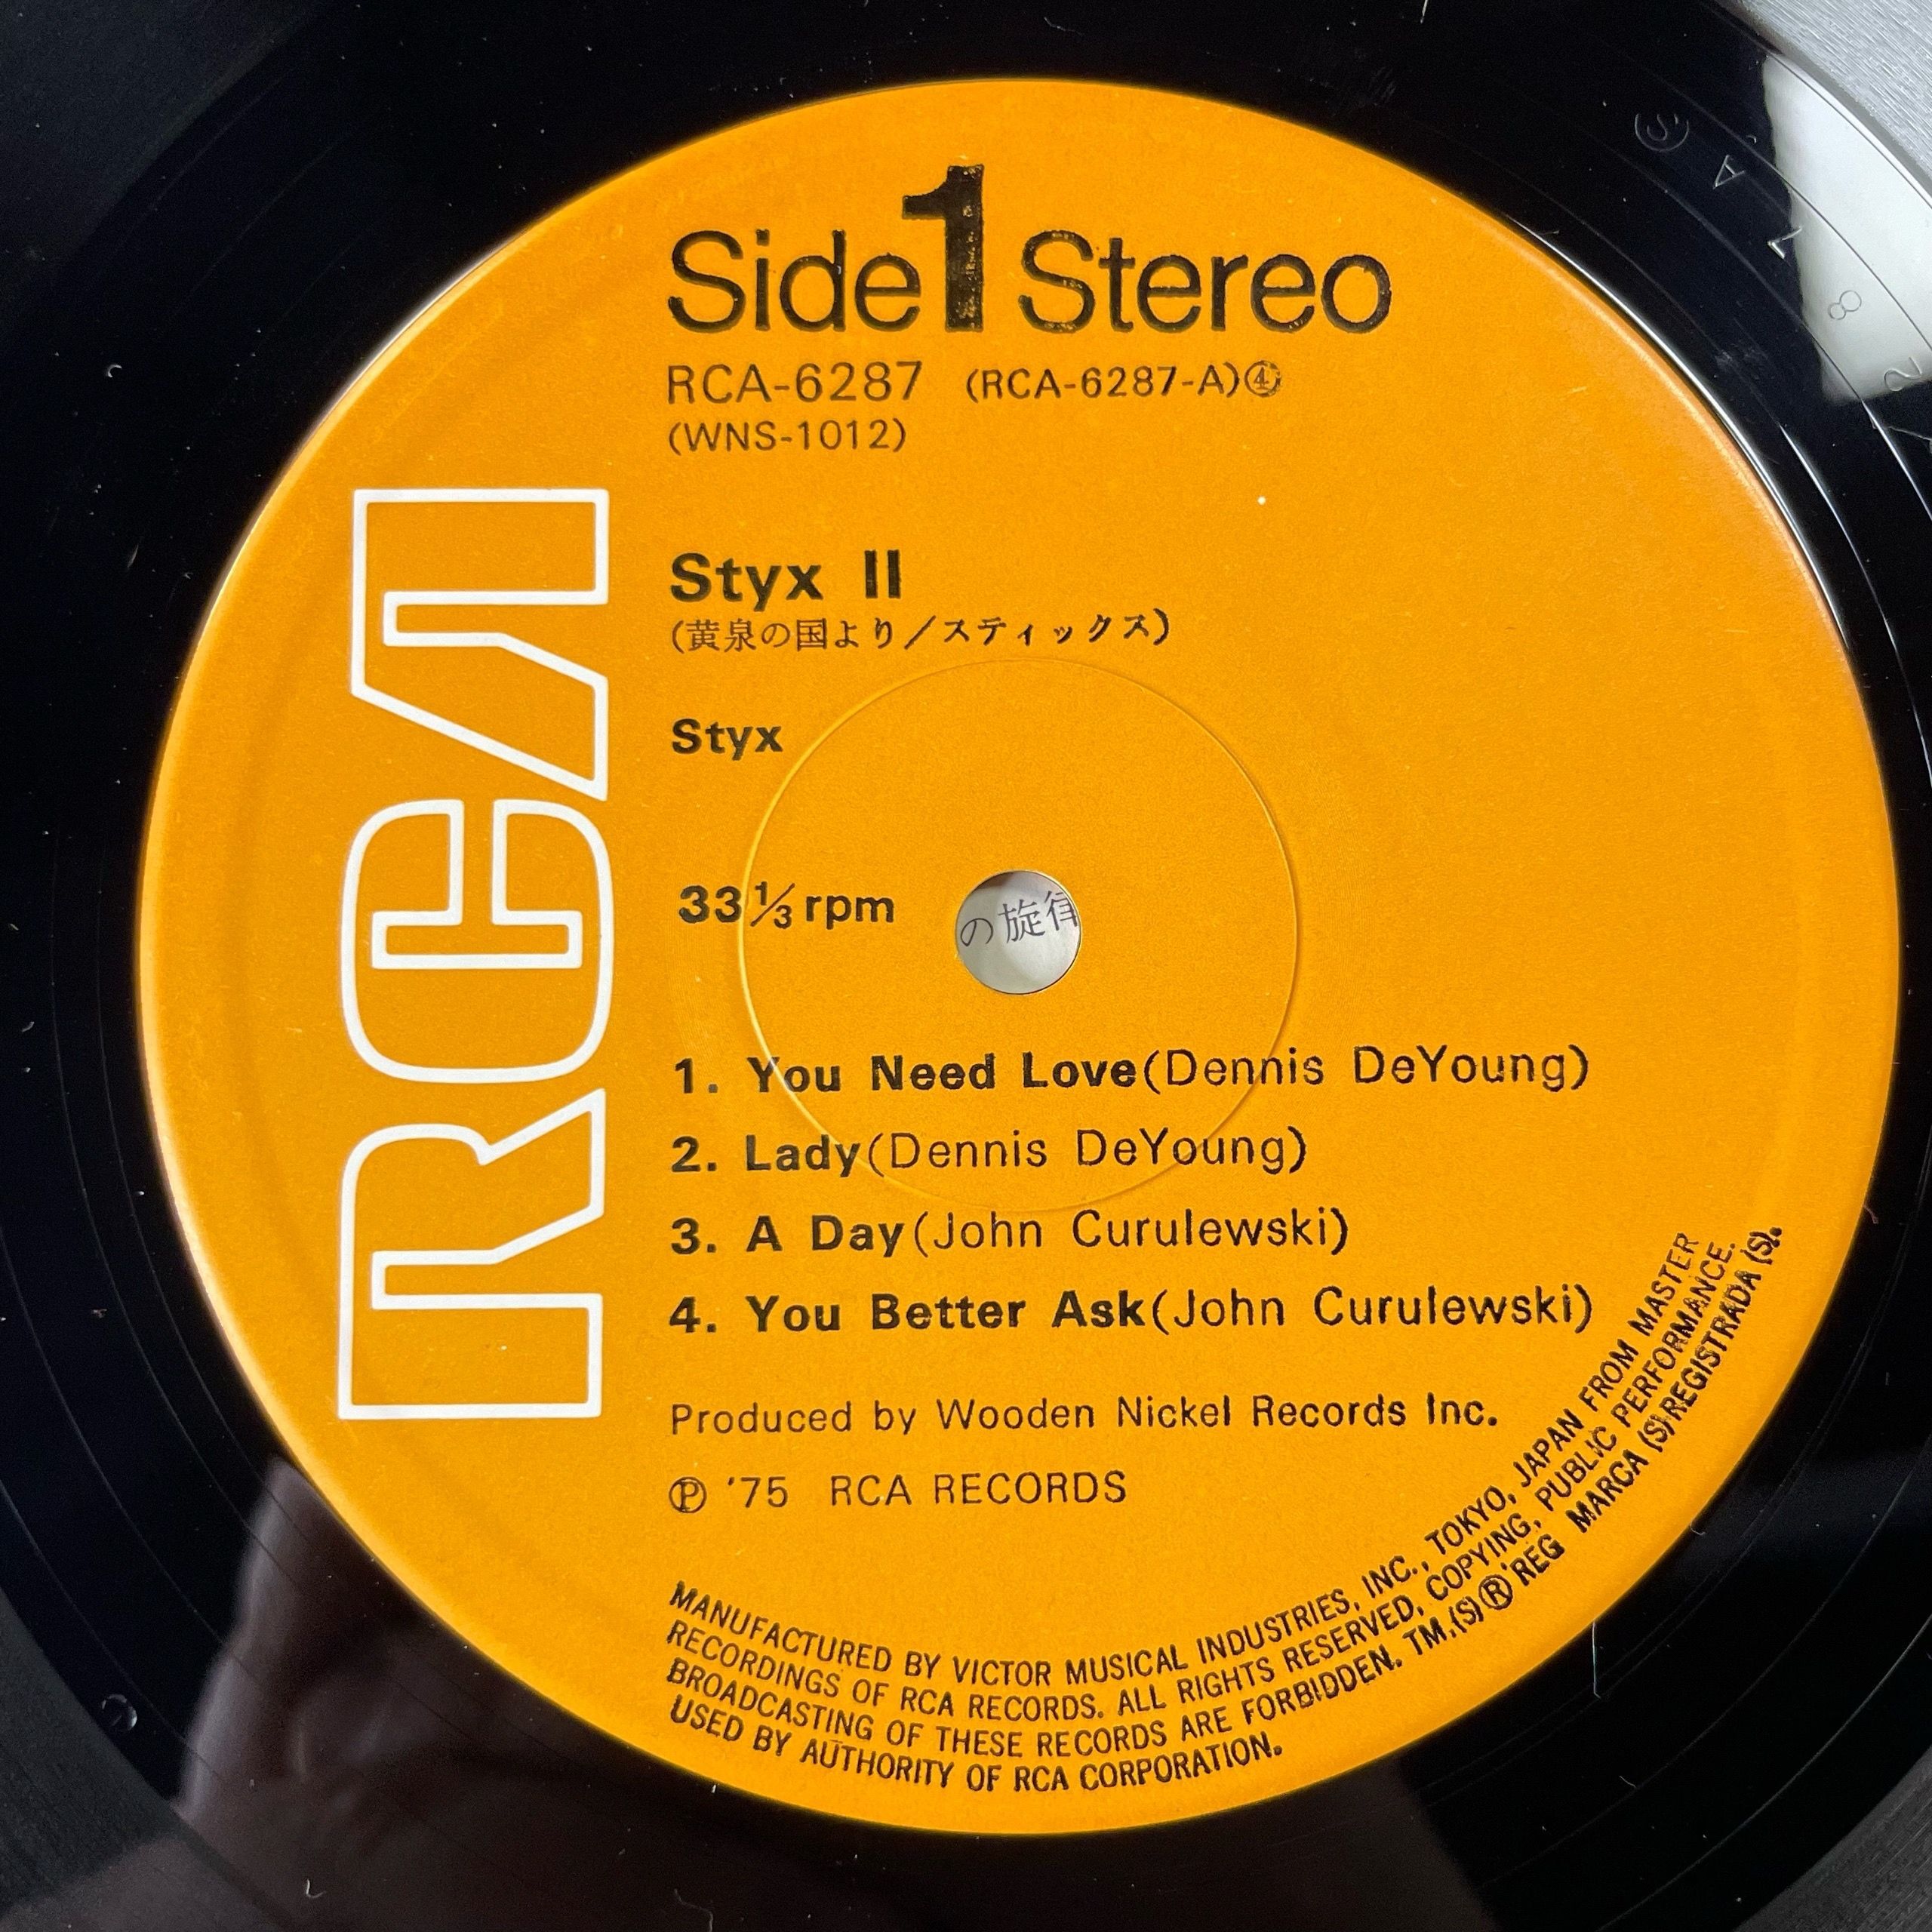 Side 1 Stereo
RCA-6287 (RCA-6287-A)④
(WNS-1012)
RCA
Styx II
(黄泉の国より/スティックス)
Styx
33 1/3 rpm
の旋律
1. You Need Love(Dennis DeYoung)
2. Lady(Dennis DeYoung)
3. A Day(John Curulewski)
4. You Better Ask(John Curulewski)
Produced by Wooden Nickel Records Inc.
Ⓟ '75 RCA RECORDS
MANUFACTURED BY VICTOR MUSICAL INDUSTRIES, INC., TOKYO, JAPAN FROM MASTER
RECORDINGS OF RCA RECORDS. ALL RIGHTS RESERVED, COPYING, PUBLIC PERFORMANCE.
BROADCASTING OF THESE RECORDS ARE FORBIDDEN. TM.(S)® REG MARCA (S) REGISTRADA (S).
USED BY AUTHORITY OF RCA CORPORATION.